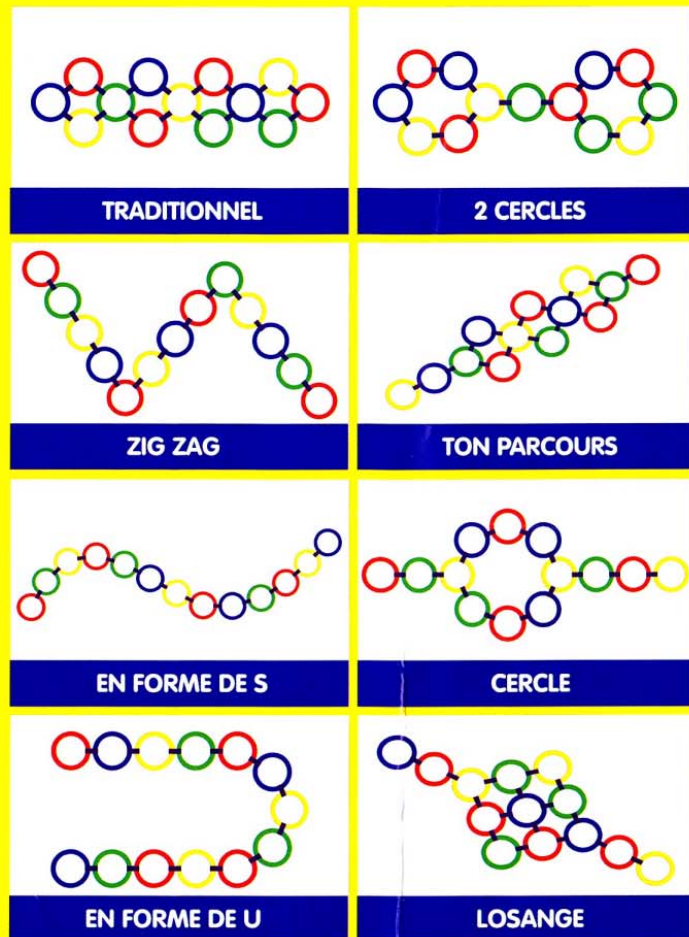 TRADITIONNEL
2 CERCLES
ZIG ZAG
TON PARCOURS
EN FORME DE S
CERCLE
EN FORME DE U
LOSANGE